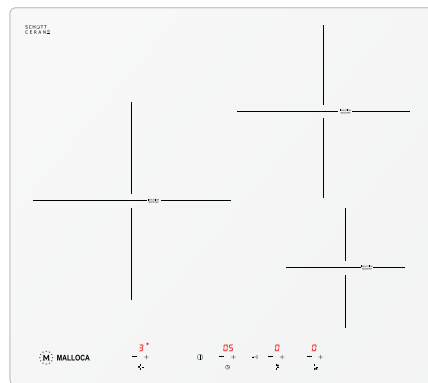 SCHOTT
CERAN
M MALLOCA
3 05 0 0
- + - + - + - +